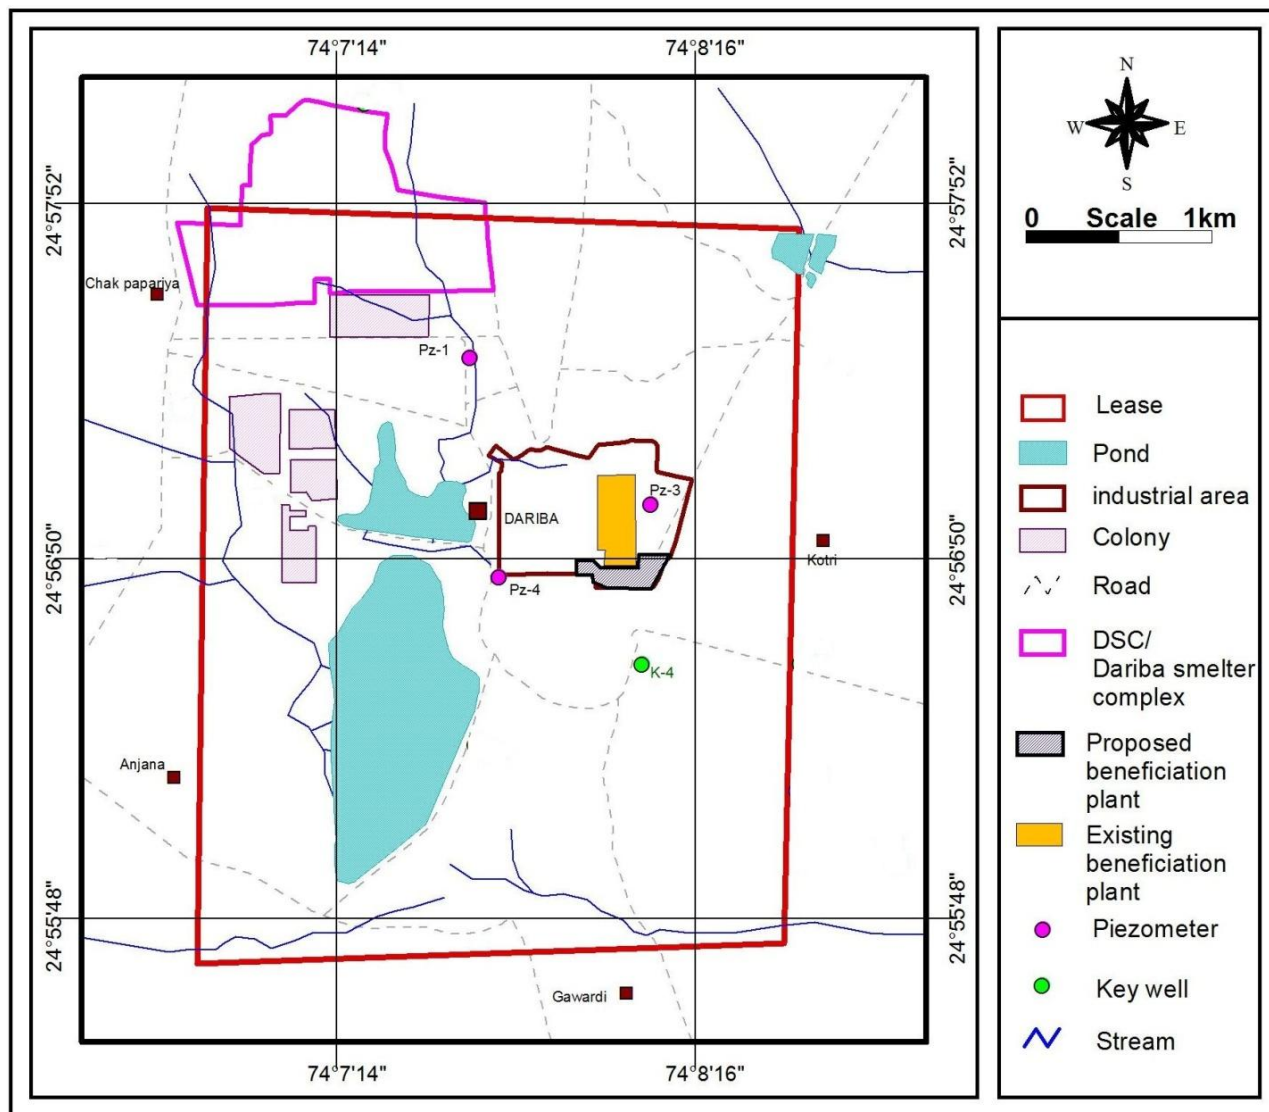 74°7'14"
74°8'16"
24°57'52"
24°57'52"
Chak papariya
Pz-1
Pz-3
DARIBA
24°56'50"
24°56'50"
Kotri
Pz-4
K-4
Anjana
24°55'48"
24°55'48"
Gawardi
74°7'14"
74°8'16"
N
W
E
S
0 Scale 1km
Lease
Pond
industrial area
Colony
Road
DSC/
Dariba smelter
complex
Proposed
beneficiation
plant
Existing
beneficiation
plant
Piezometer
Key well
Stream